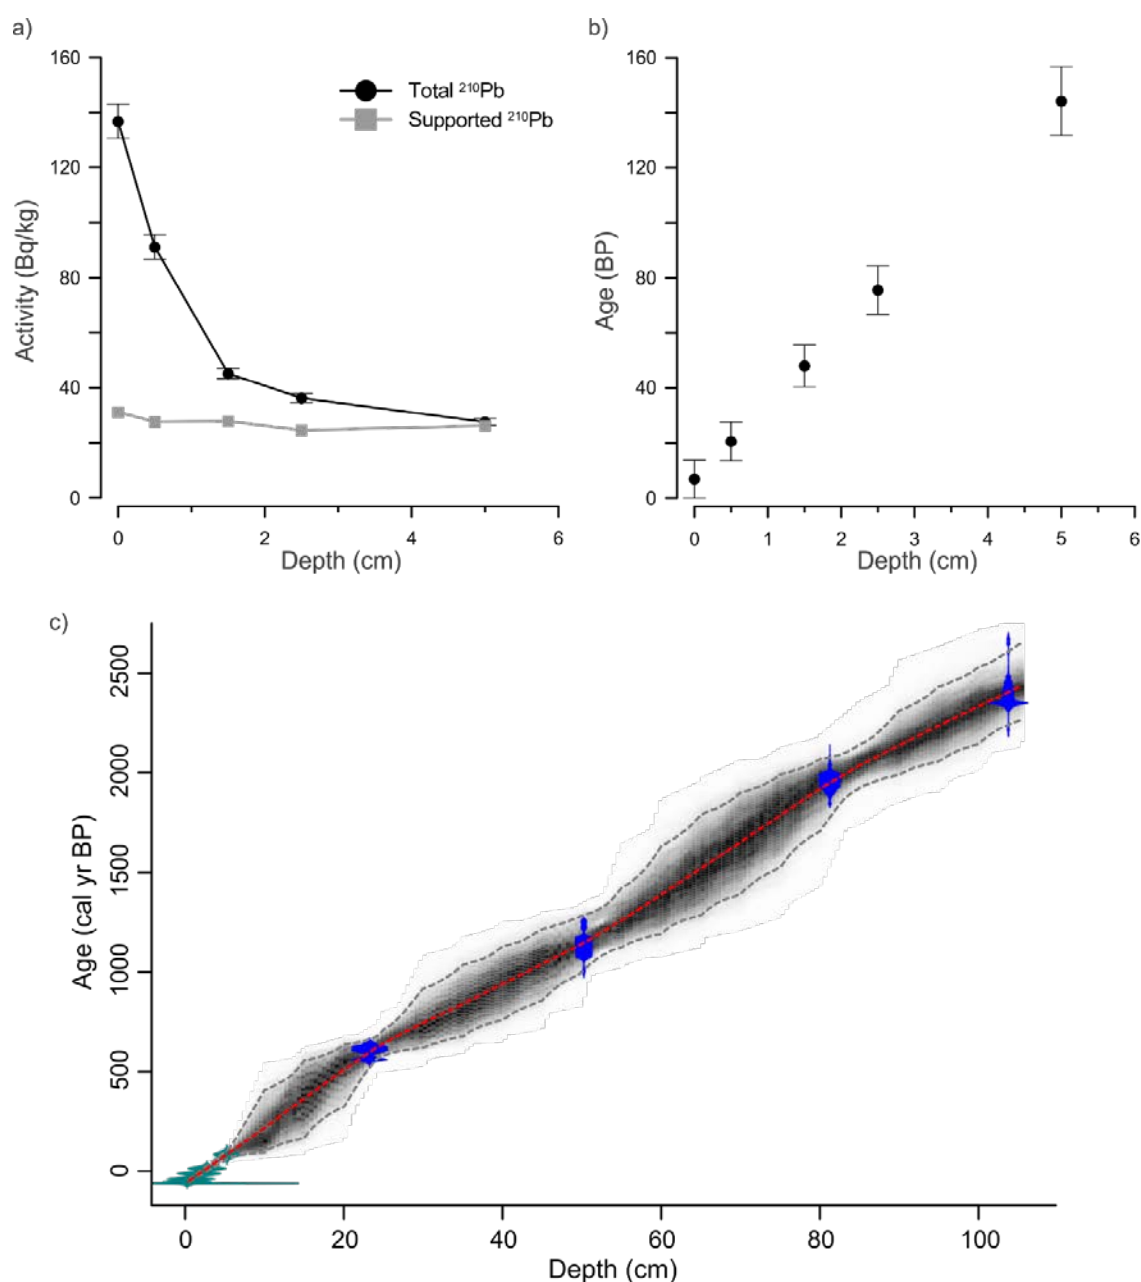 a)
160
120
80
40
0
Activity (Bq/kg)
Total ²¹⁰Pb
Supported ²¹⁰Pb
0 2 4 6
Depth (cm)
b)
160
120
80
40
0
Age (BP)
0 1 2 3 4 5 6
Depth (cm)
c)
2500
2000
1500
1000
500
0
Age (cal yr BP)
0 20 40 60 80 100
Depth (cm)